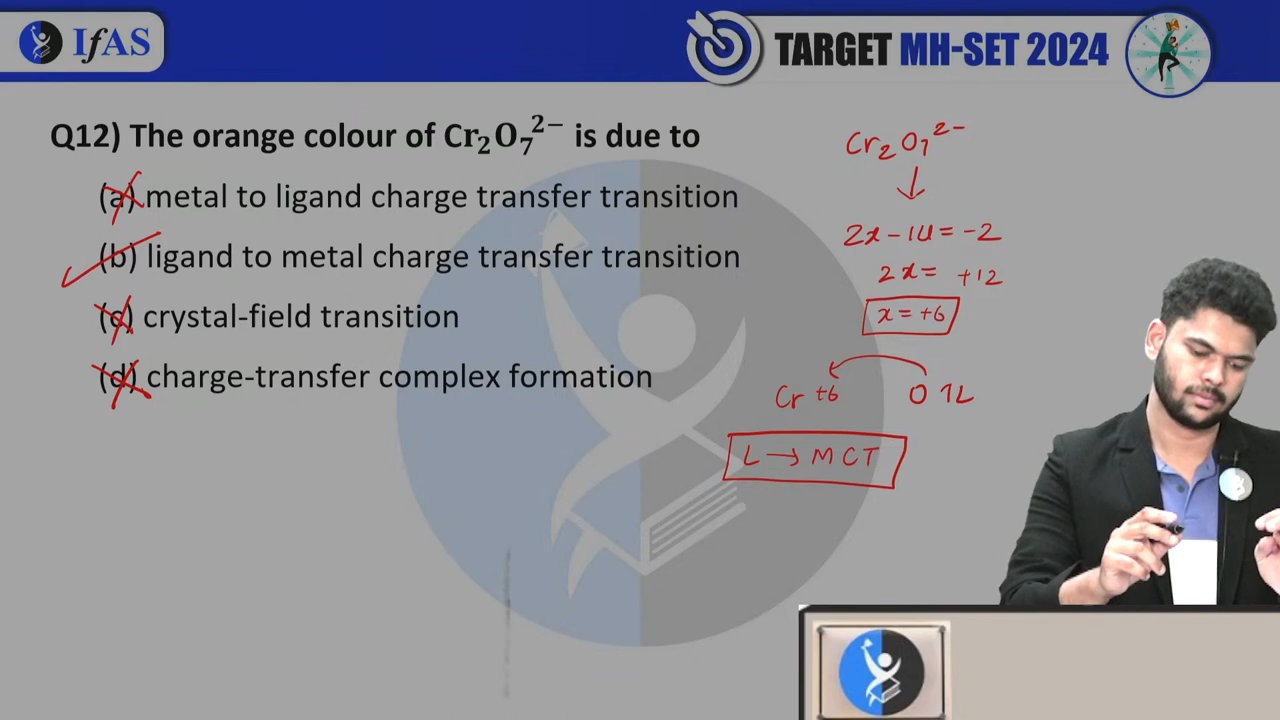 IfAS
TARGET MH-SET 2024
Q12) The orange colour of Cr₂O₇²⁻ is due to
(a) metal to ligand charge transfer transition
(b) ligand to metal charge transfer transition
(c) crystal-field transition
(d) charge-transfer complex formation
Cr₂O₇²⁻
↓
2x - 14 = -2
2x = +12
x = +6
Cr +6 O 1L
L → MCT